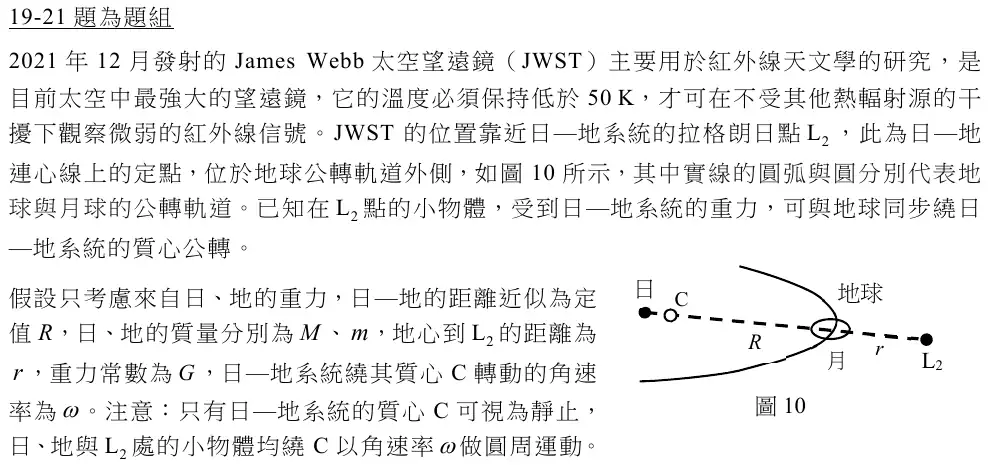 19-21 題為題組
2021 年 12 月發射的 James Webb 太空望遠鏡（JWST）主要用於紅外線天文學的研究，是
目前太空中最強大的望遠鏡，它的溫度必須保持低於 50 K，才可在不受其他熱輻射源的干
擾下觀察微弱的紅外線信號。JWST 的位置靠近日—地系統的拉格朗日點 L₂，此為日—地
連心線上的定點，位於地球公轉軌道外側，如圖 10 所示，其中實線的圓弧與圓分別代表地
球與月球的公轉軌道。已知在 L₂ 點的小物體，受到日—地系統的重力，可與地球同步繞日
—地系統的質心公轉。
假設只考慮來自日、地的重力，日—地的距離近似為定
值 R，日、地的質量分別為 M、m，地心到 L₂ 的距離為
r，重力常數為 G，日—地系統繞其質心 C 轉動的角速
率為 ω。注意：只有日—地系統的質心 C 可視為靜止，
日、地與 L₂ 處的小物體均繞 C 以角速率 ω 做圓周運動。
日
C
地球
R
月
r
L₂
圖 10